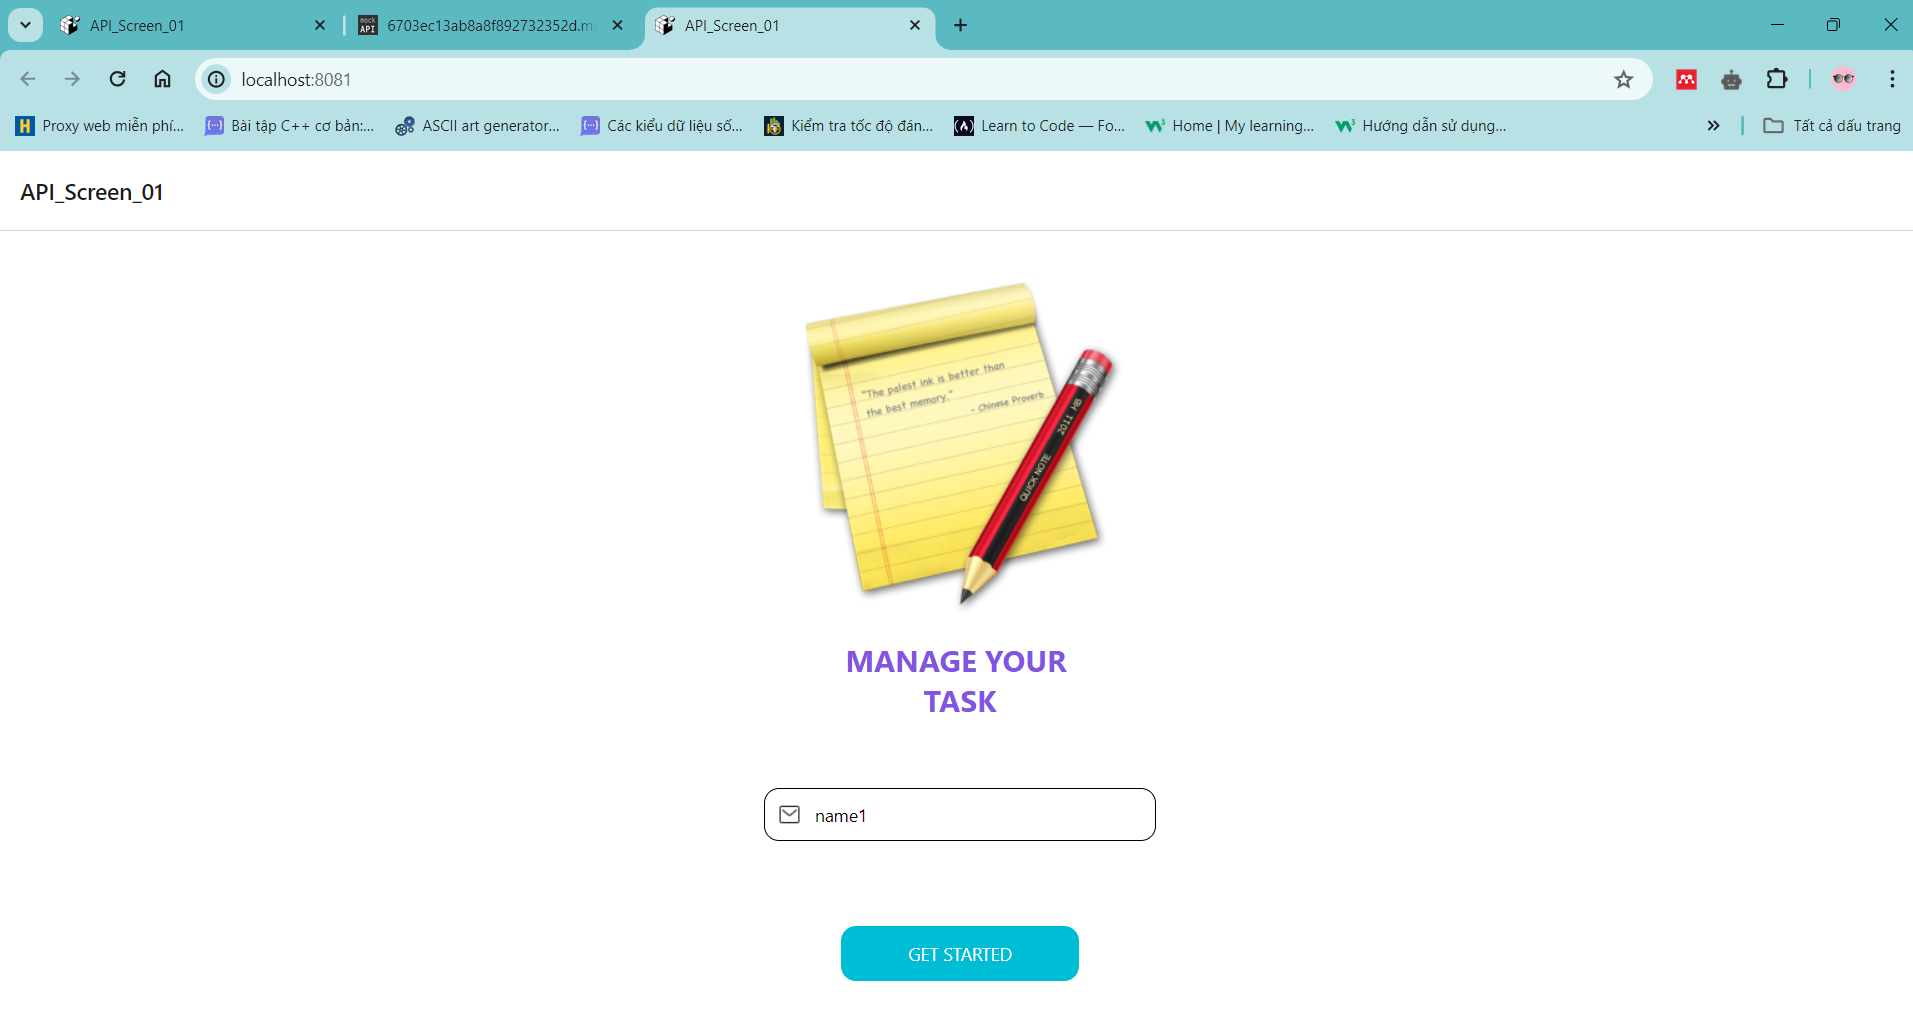 API_Screen_01
mock API
6703ec13ab8a8f892732352d.m
API_Screen_01
localhost:8081
Proxy web miễn phí...
Bài tập C++ cơ bản:...
ASCII art generator...
Các kiểu dữ liệu số...
Kiểm tra tốc độ đán...
Learn to Code — Fo...
Home | My learning...
Hướng dẫn sử dụng...
Tất cả dấu trang
API_Screen_01
"The palest ink is better than
the best memory."
- Chinese Proverb
QUICK NOTE 2011 HB
MANAGE YOUR
TASK
name1
GET STARTED